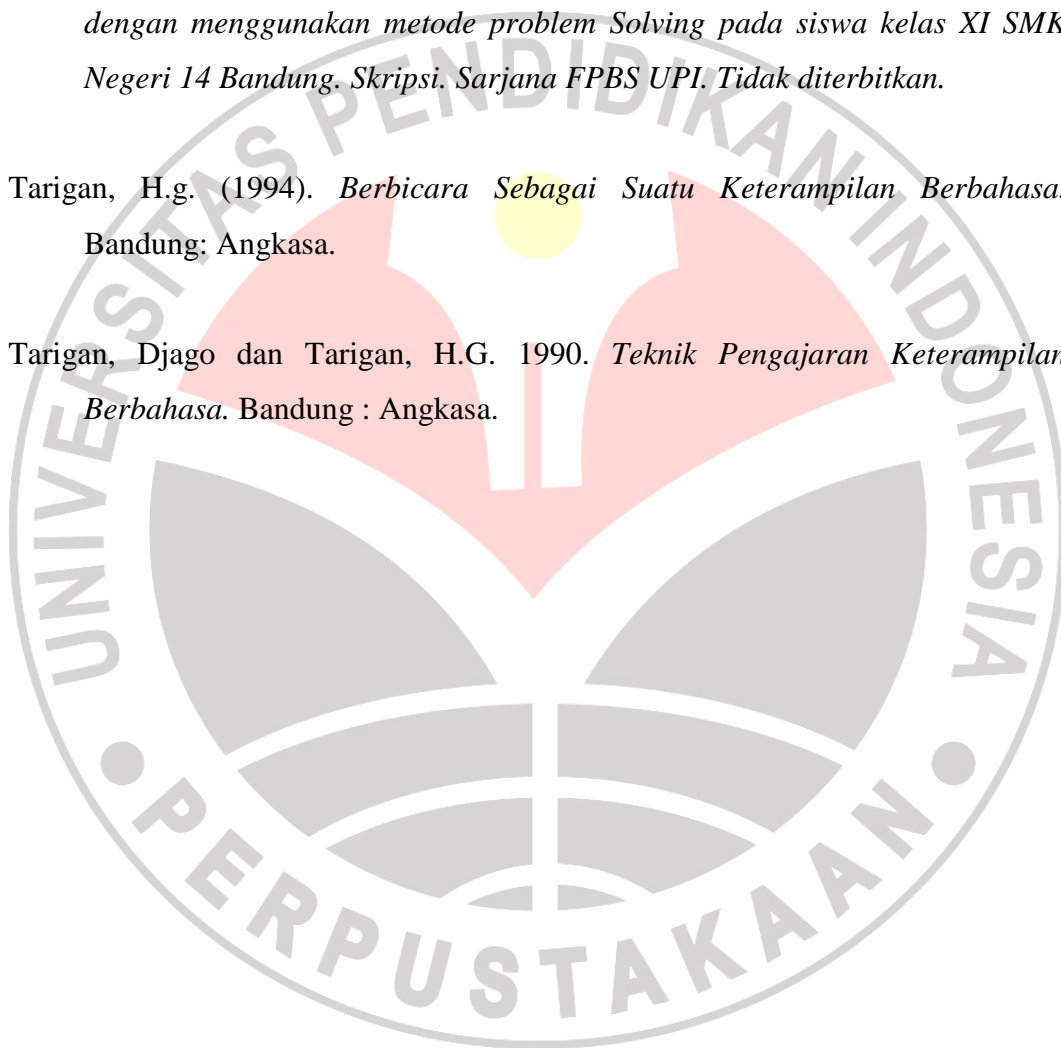 dengan menggunakan metode problem Solving pada siswa kelas XI SMK
Negeri 14 Bandung. Skripsi. Sarjana FPBS UPI. Tidak diterbitkan.
Tarigan, H.g. (1994). Berbicara Sebagai Suatu Keterampilan Berbahasa.
Bandung: Angkasa.
Tarigan, Djago dan Tarigan, H.G. 1990. Teknik Pengajaran Keterampilan
Berbahasa. Bandung : Angkasa.
UNIVERSITAS PENDIDIKAN INDONESIA
PERPUSTAKAAN